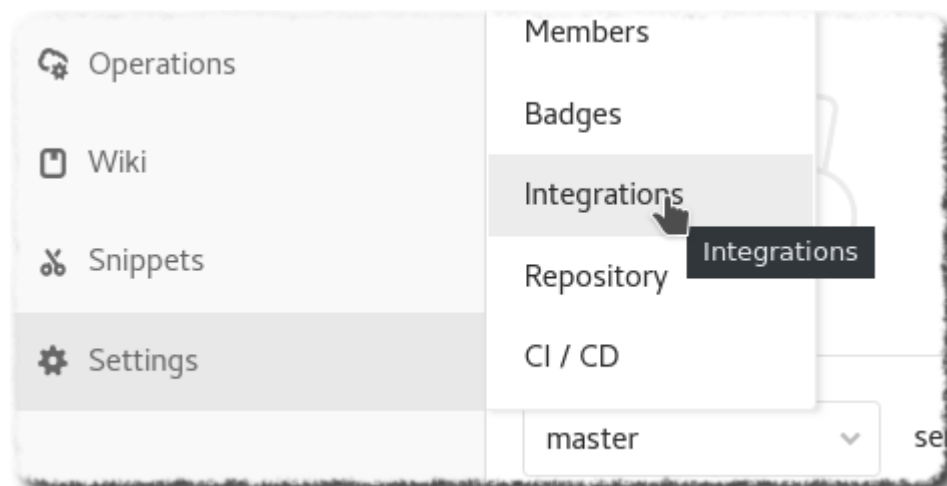 Operations
Wiki
Snippets
Settings
Members
Badges
Integrations
Integrations
Repository
CI / CD
master